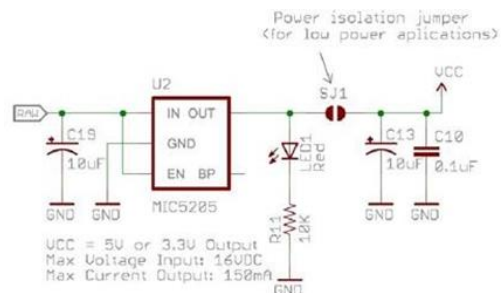 Power isolation jumper
(for low power aplications)
VCC
U2
SJ1
RAW
IN OUT
GND
EN BP
MIC5205
C19
10uF
LED1
Red
C13
10uF
C10
0.1uF
R11
10K
GND
GND
GND
GND
GND
VCC = 5V or 3.3V Output
Max Voltage Input: 16VDC
Max Current Output: 150mA